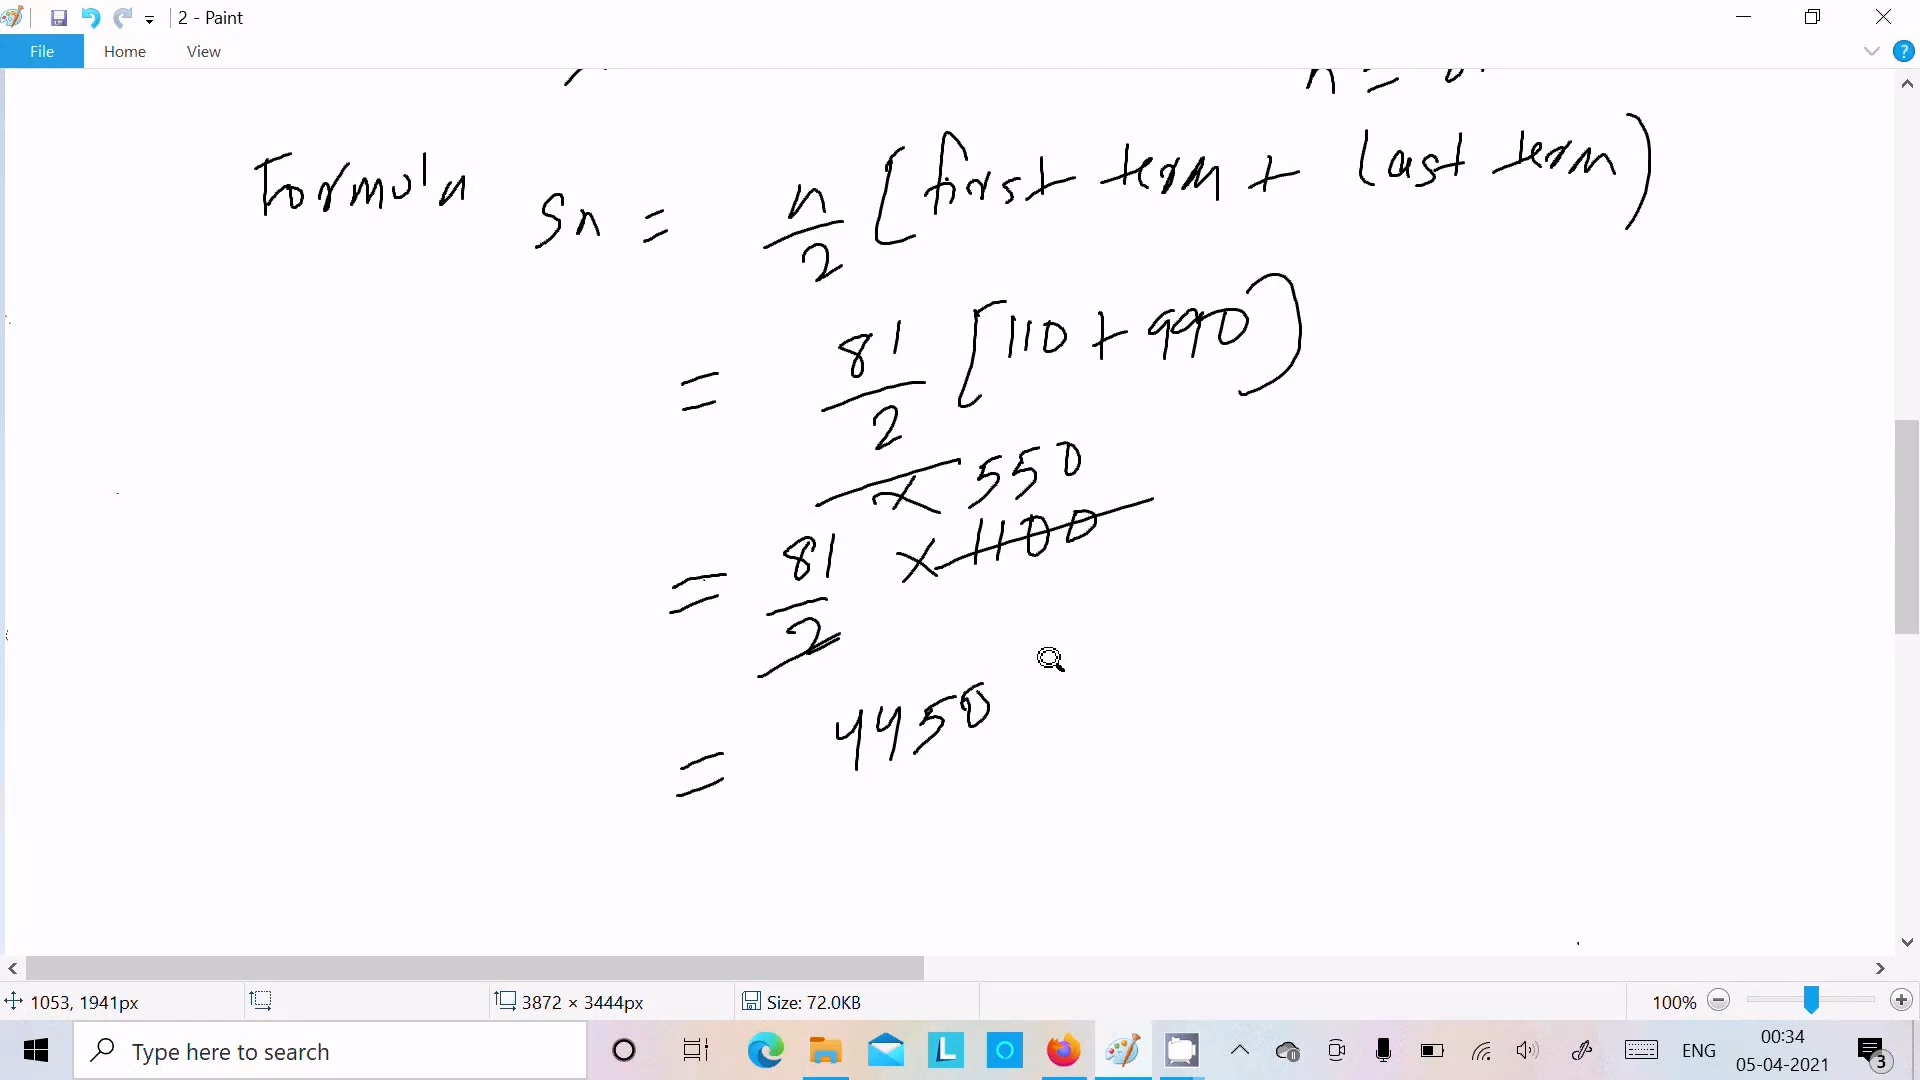 2 - Paint
File Home View
Formula Sn = n/2 [first term + last term)
= 81/2 [110 + 990)
x 550
= 81/2 x 1100
= 4450
1053, 1941px 3872 × 3444px Size: 72.0KB 100%
Type here to search
ENG
00:34
05-04-2021
3